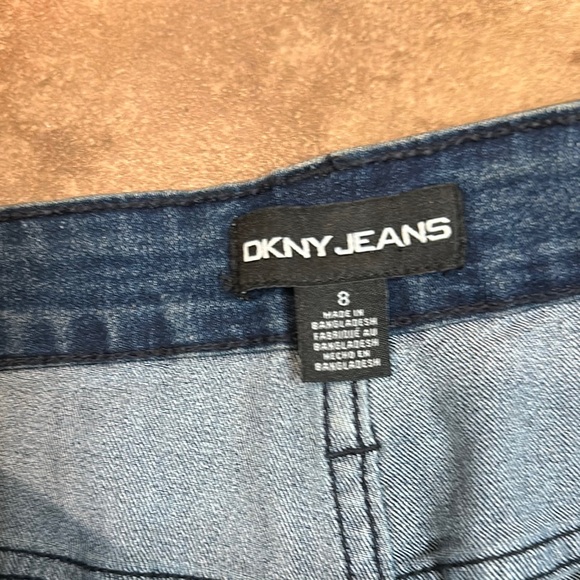 DKNY JEANS
8
MADE IN
BANGLADESH
FABRIQUÉ AU
BANGLADESH
HECHO EN
BANGLADESH